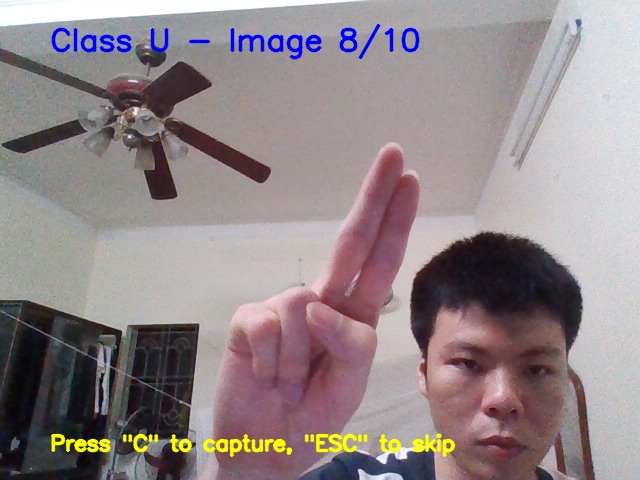 Class U - Image 8/10
Press "C" to capture, "ESC" to skip